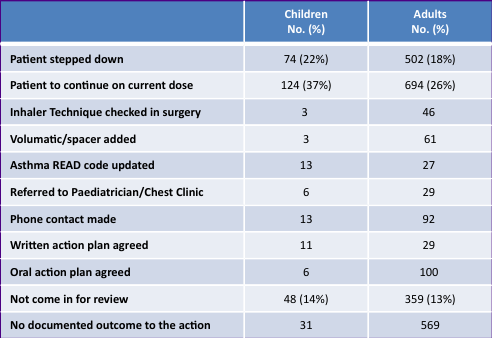 Children Adults
No. (%) No. (%)
Patient stepped down 74 (22%) 502 (18%)
Patient to continue on current dose 124 (37%) 694 (26%)
Inhaler Technique checked in surgery 3 46
Volumatic/spacer added 3 61
Asthma READ code updated 13 27
Referred to Paediatrician/Chest Clinic 6 29
Phone contact made 13 92
Written action plan agreed 11 29
Oral action plan agreed 6 100
Not come in for review 48 (14%) 359 (13%)
No documented outcome to the action 31 569